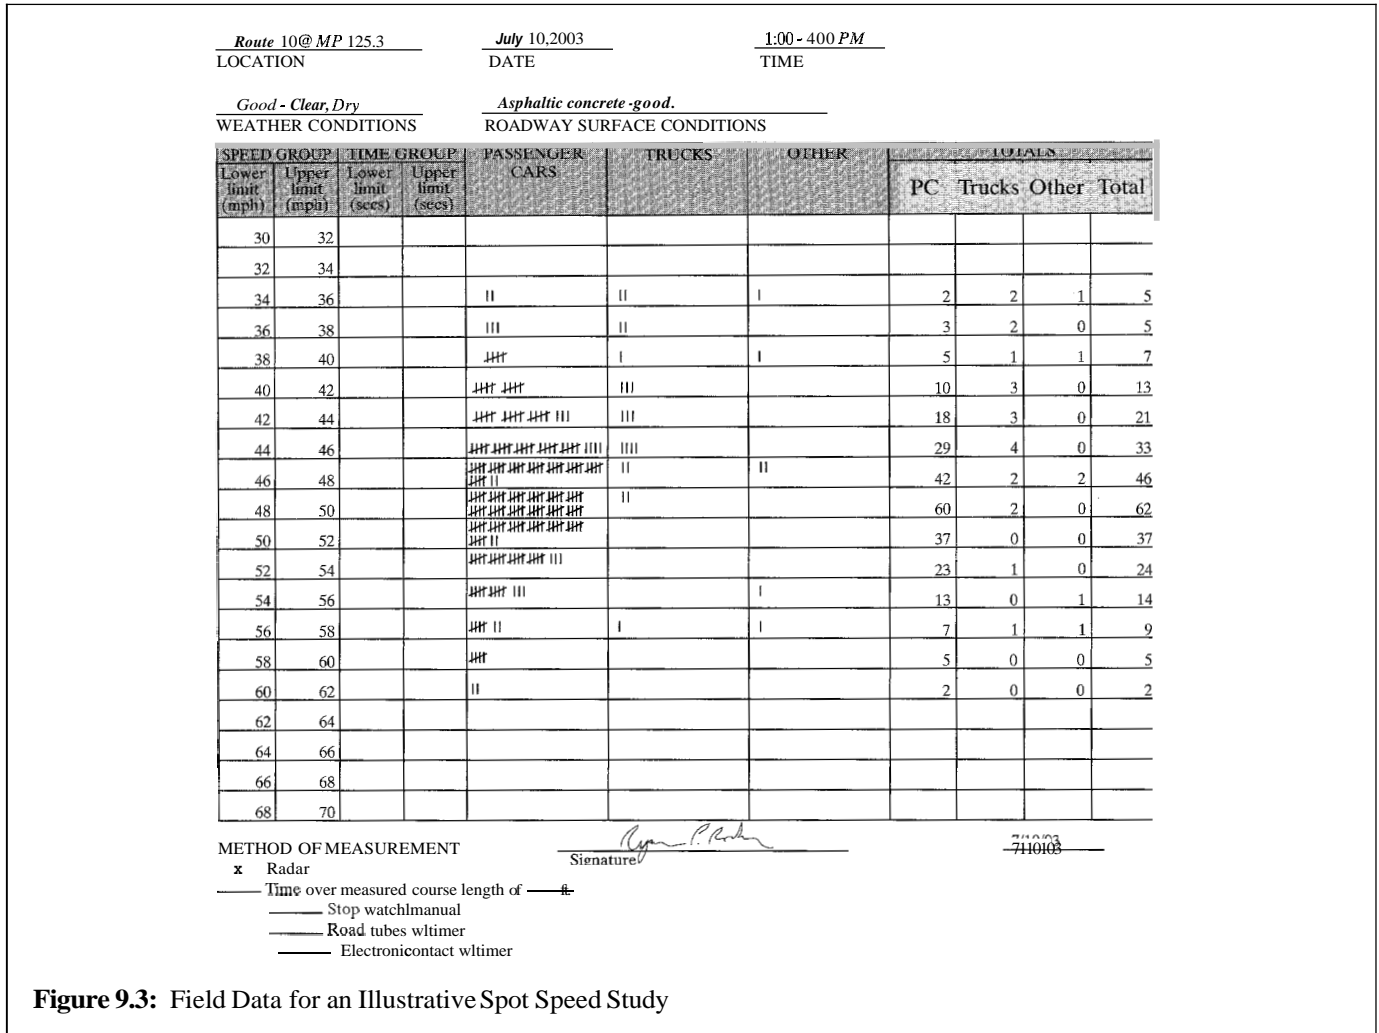 Route 10@ MP 125.3 July 10,2003 1:00 - 400 PM
LOCATION DATE TIME
Good - Clear, Dry Asphaltic concrete -good.
WEATHER CONDITIONS ROADWAY SURFACE CONDITIONS
SPEED GROUP TIME GROUP PASSENGER CARS TRUCKS OTHER TOTALS
Lower limit (mph) Upper limit (mph) Lower limit (secs) Upper limit (secs) PC Trucks Other Total
30 32
32 34
34 36 2 2 1 5
36 38 3 2 0 5
38 40 5 1 1 7
40 42 10 3 0 13
42 44 18 3 0 21
44 46 29 4 0 33
46 48 42 2 2 46
48 50 60 2 0 62
50 52 37 0 0 37
52 54 23 1 0 24
54 56 13 0 1 14
56 58 7 1 1 9
58 60 5 0 0 5
60 62 2 0 0 2
62 64
64 66
66 68
68 70
METHOD OF MEASUREMENT
Signature
7110103
x Radar
Time over measured course length of ft.
Stop watchlmanual
Road tubes wltimer
Electronicontact wltimer
Figure 9.3: Field Data for an Illustrative Spot Speed Study